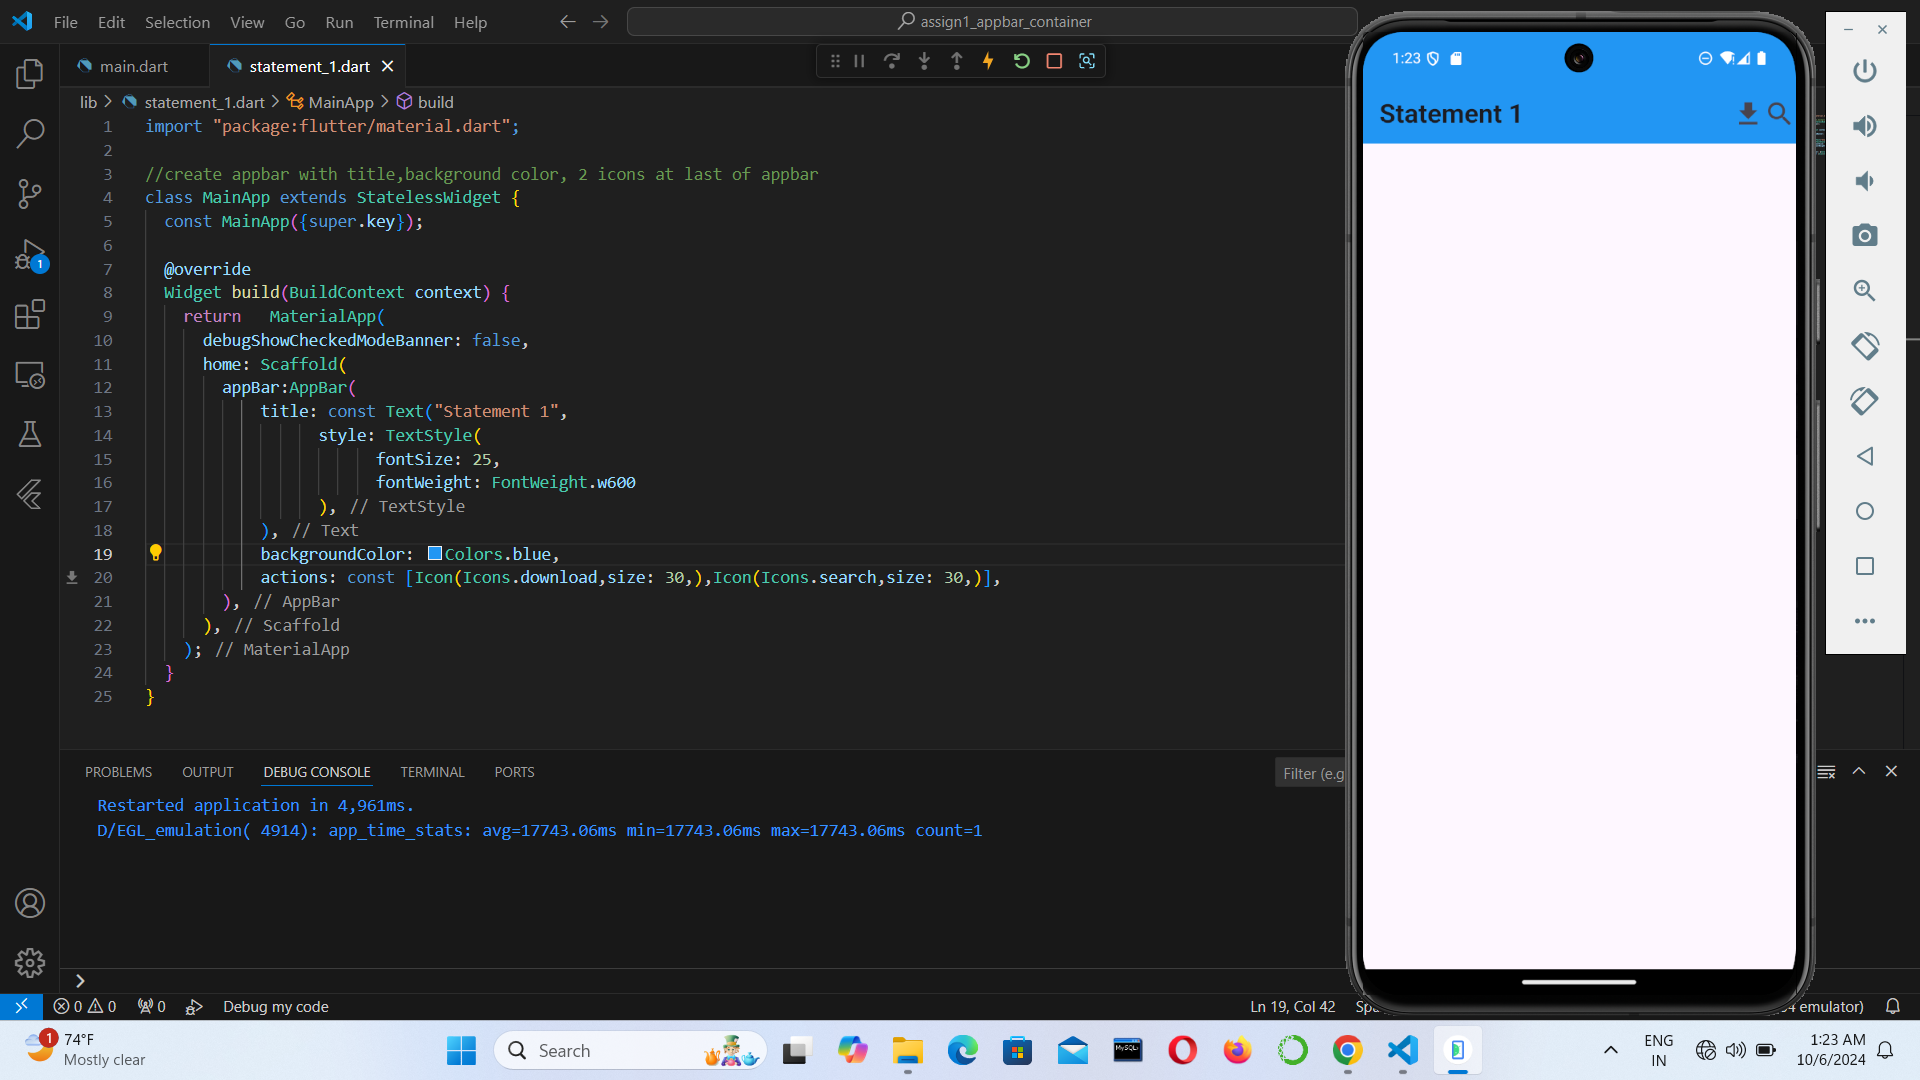 File Edit Selection View Go Run Terminal Help
assign1_appbar_container
main.dart
statement_1.dart
lib > statement_1.dart > MainApp > build
1 import "package:flutter/material.dart";
2
3 //create appbar with title,background color, 2 icons at last of appbar
4 class MainApp extends StatelessWidget {
5 const MainApp({super.key});
6
7 @override
8 Widget build(BuildContext context) {
9 return MaterialApp(
10 debugShowCheckedModeBanner: false,
11 home: Scaffold(
12 appBar:AppBar(
13 title: const Text("Statement 1",
14 style: TextStyle(
15 fontSize: 25,
16 fontWeight: FontWeight.w600
17 ), // TextStyle
18 ), // Text
19 backgroundColor: Colors.blue,
20 actions: const [Icon(Icons.download,size: 30,),Icon(Icons.search,size: 30,)],
21 ), // AppBar
22 ), // Scaffold
23 ); // MaterialApp
24 }
25 }
PROBLEMS OUTPUT DEBUG CONSOLE TERMINAL PORTS
Filter (e.g
Restarted application in 4,961ms.
D/EGL_emulation( 4914): app_time_stats: avg=17743.06ms min=17743.06ms max=17743.06ms count=1
1
1:23
Statement 1
0 0 0 Debug my code
Ln 19, Col 42
emulator)
1
74°F
Mostly clear
Search
MySQL
ENG
IN
1:23 AM
10/6/2024